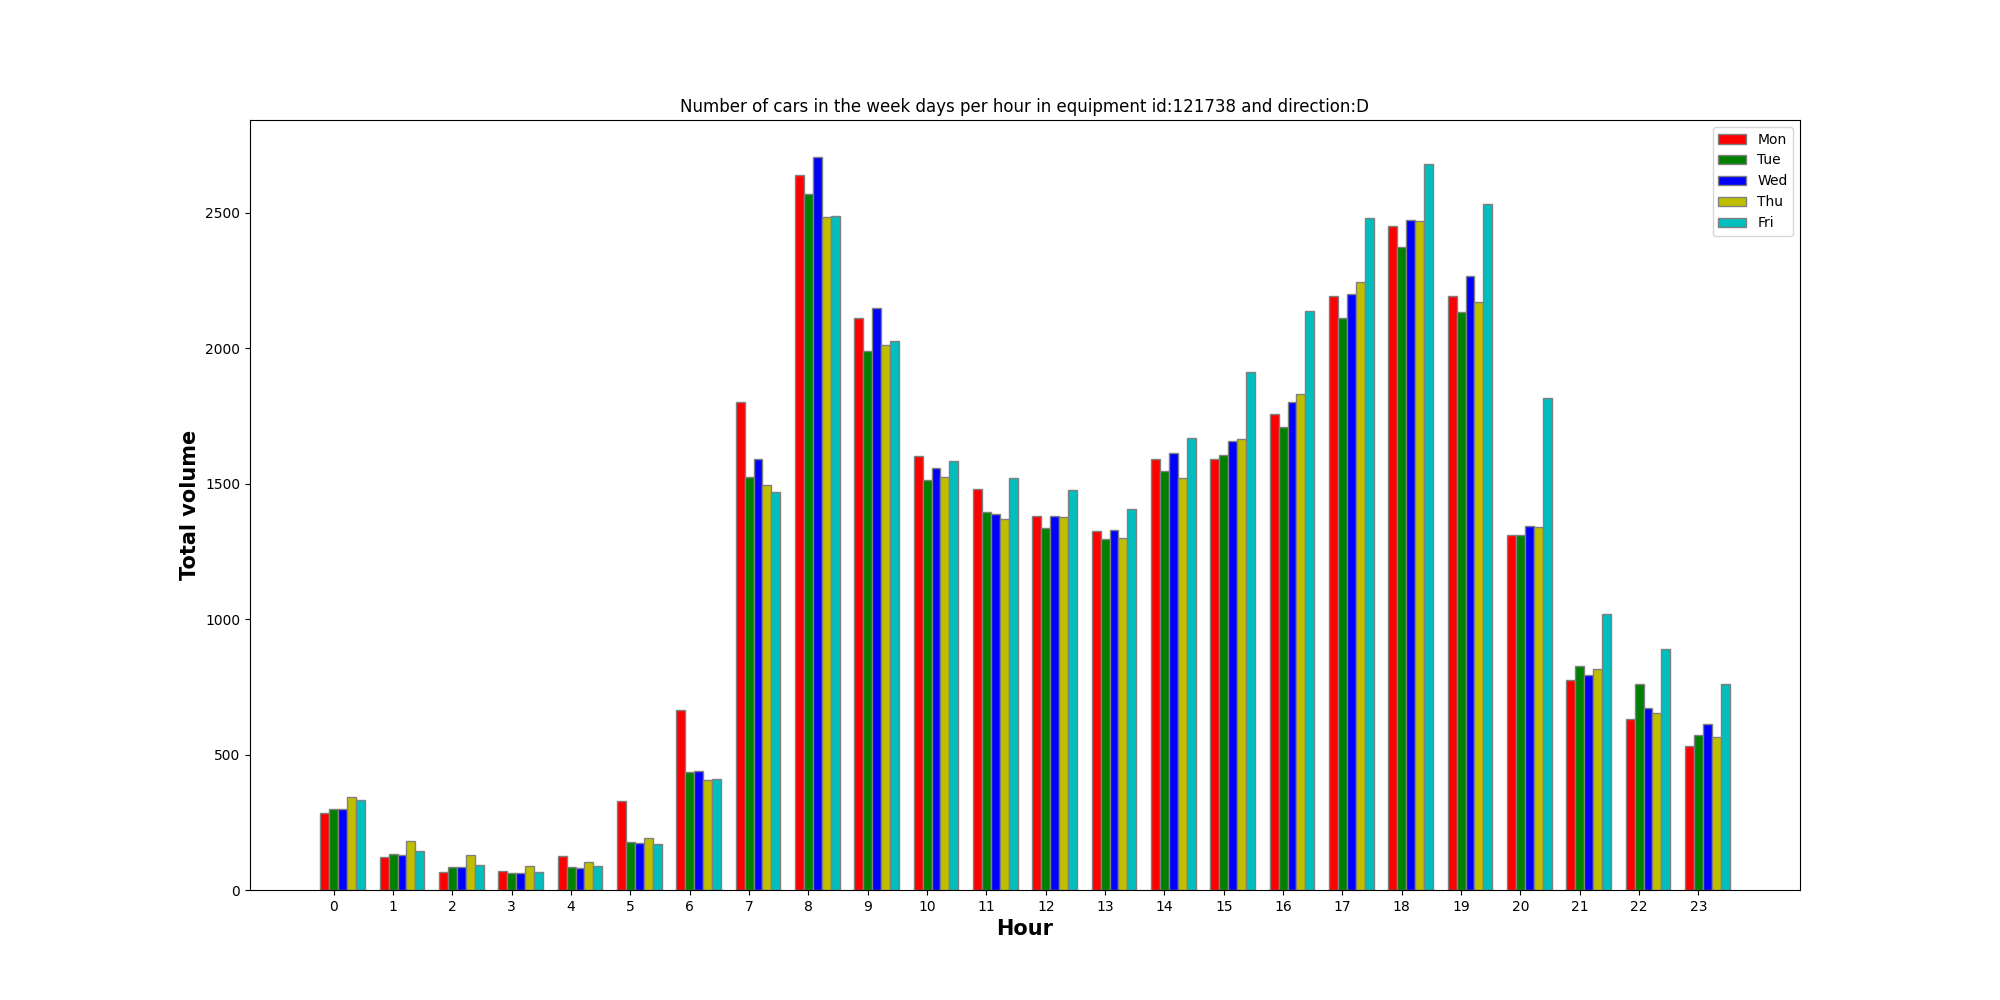 Number of cars in the week days per hour in equipment id:121738 and direction:D
Mon
Tue
Wed
Thu
Fri
2500
2000
1500
1000
500
0
Total volume
0 1 2 3 4 5 6 7 8 9 10 11 12 13 14 15 16 17 18 19 20 21 22 23
Hour